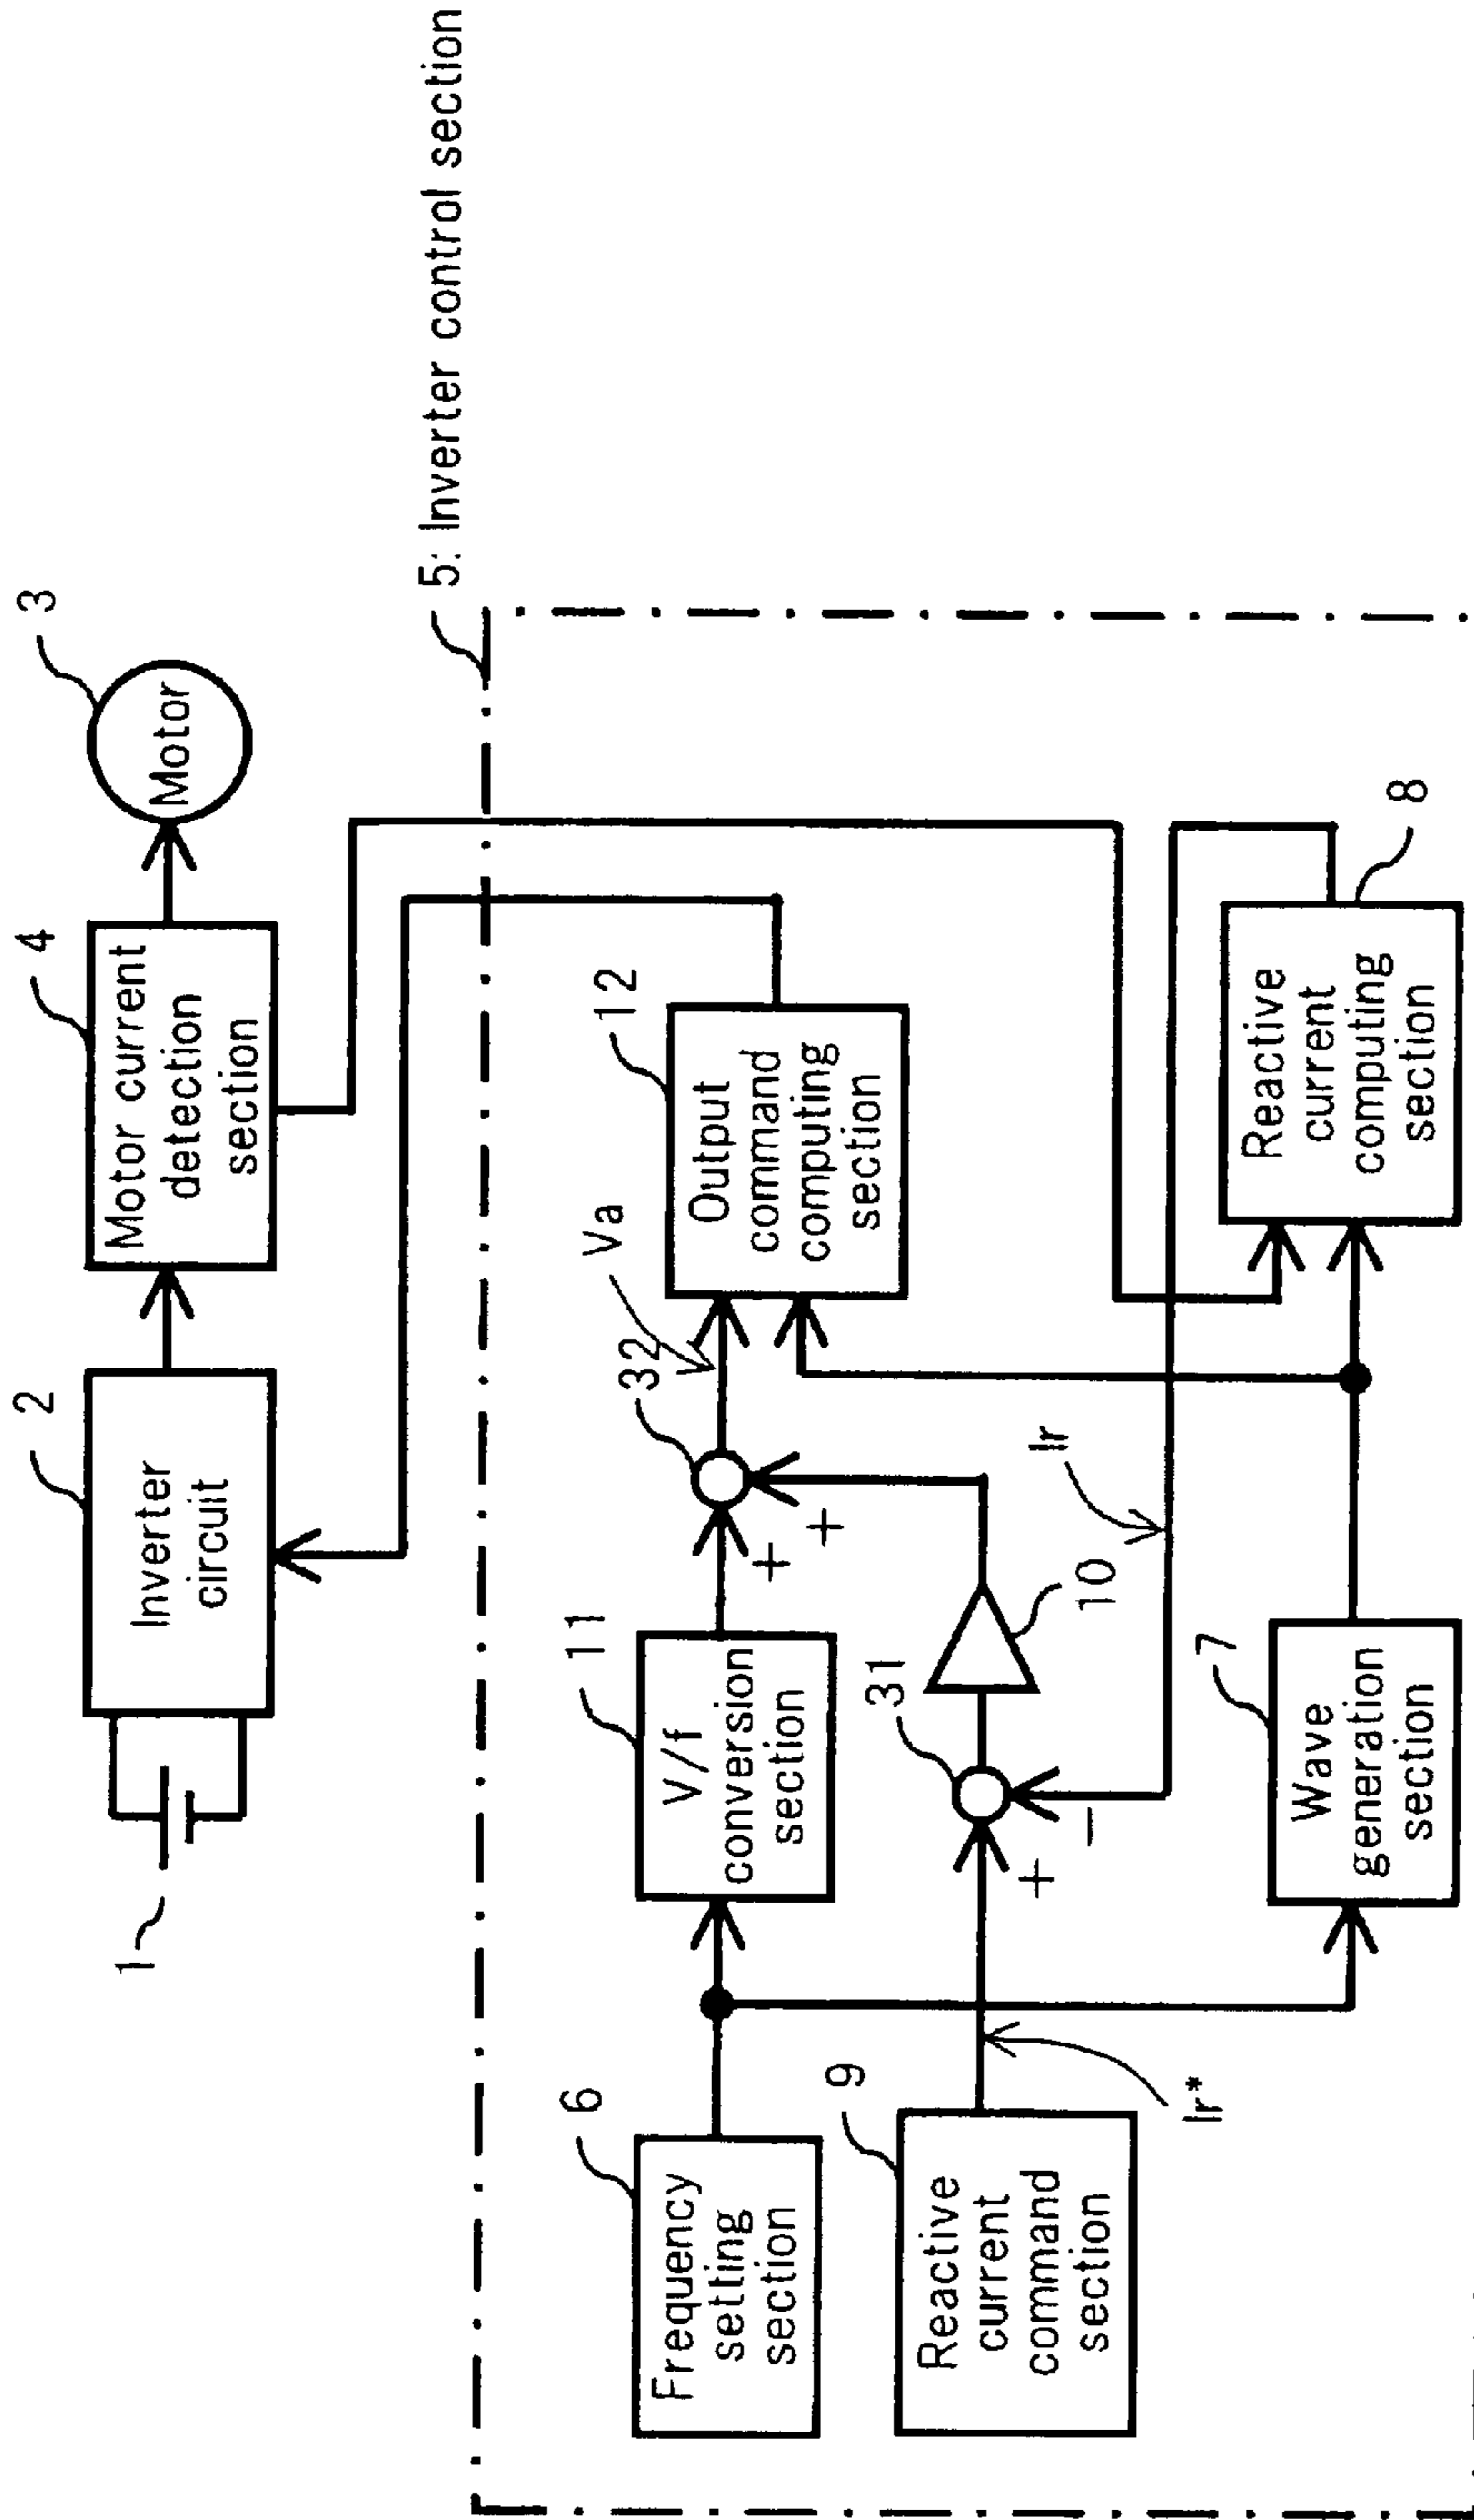 1
2
Inverter
circuit
4
Motor current
detection
section
3
Motor
5: Inverter control section
6
Frequency
setting
section
11
V/f
conversion
section
+
+
32
Va
12
Output
command
computing
section
9
Reactive
current
command
section
Ir*
31
+
−
10
Ir
7
Wave
generation
section
8
Reactive
current
computing
section